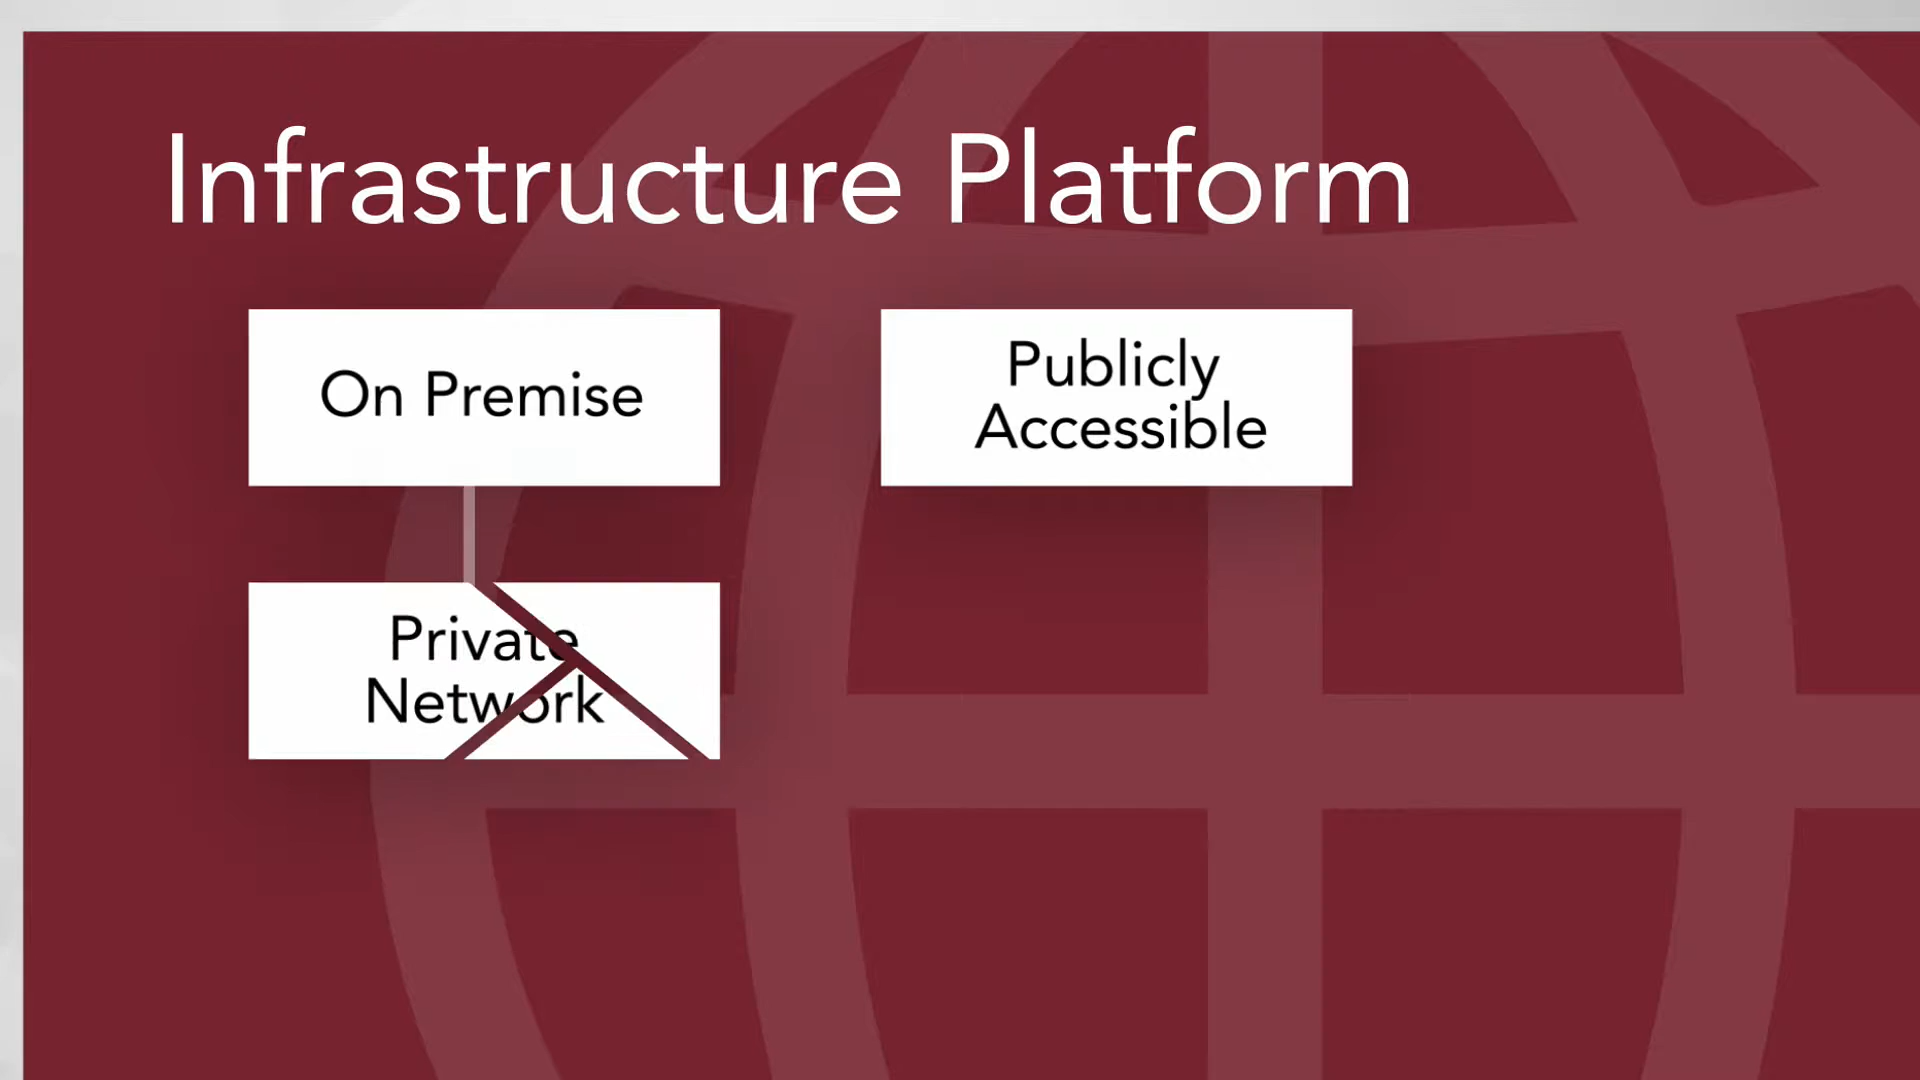 Infrastructure Platform
On Premise
Publicly
Accessible
Private
Network